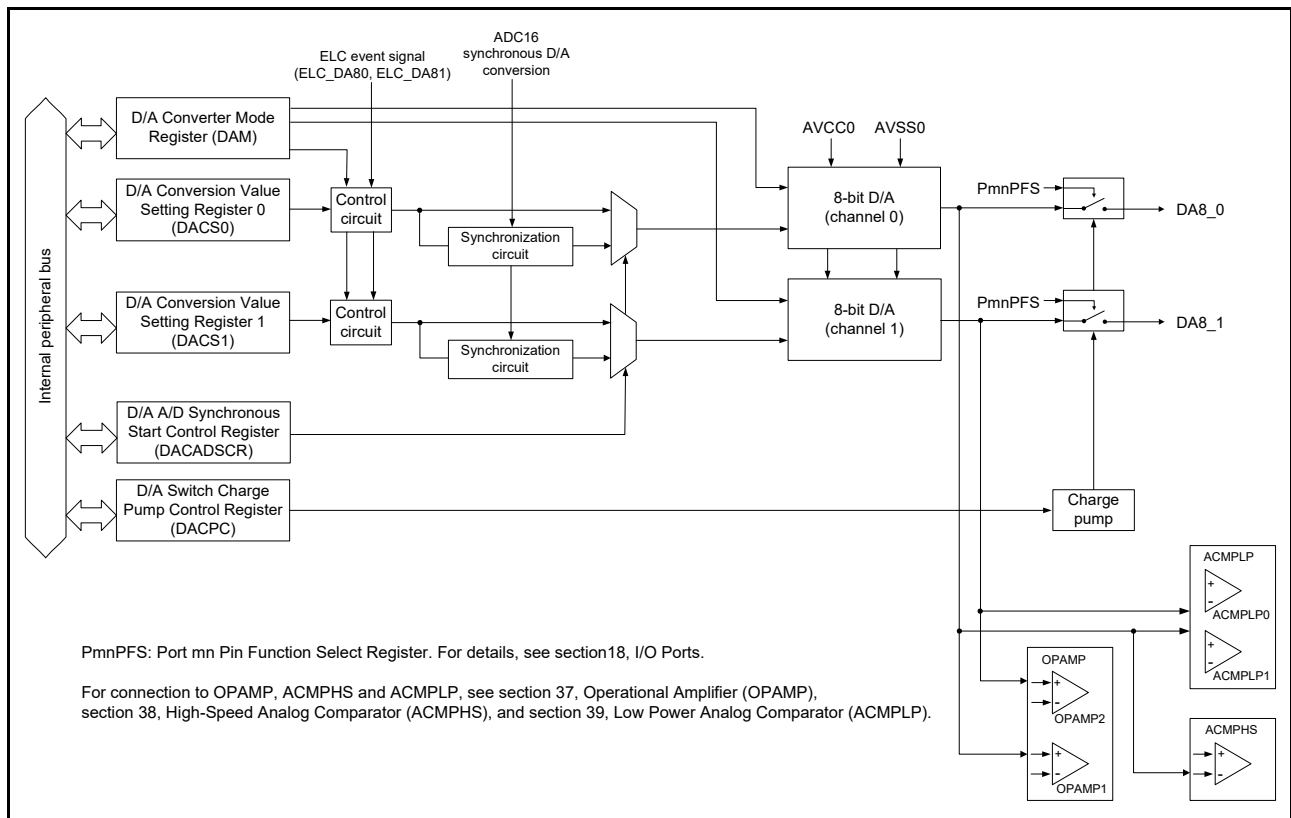 ADC16
synchronous D/A
conversion
ELC event signal
(ELC_DA80, ELC_DA81)
Internal peripheral bus
D/A Converter Mode
Register (DAM)
AVCC0
AVSS0
D/A Conversion Value
Setting Register 0
(DACS0)
Control
circuit
Synchronization
circuit
8-bit D/A
(channel 0)
PmnPFS
DA8_0
D/A Conversion Value
Setting Register 1
(DACS1)
Control
circuit
Synchronization
circuit
8-bit D/A
(channel 1)
PmnPFS
DA8_1
D/A A/D Synchronous
Start Control Register
(DACADSCR)
D/A Switch Charge
Pump Control Register
(DACPC)
Charge
pump
ACMPLP
+
-
ACMPLP0
+
-
ACMPLP1
OPAMP
+
-
OPAMP2
+
-
OPAMP1
ACMPHS
+
-
PmnPFS: Port mn Pin Function Select Register. For details, see section18, I/O Ports.
For connection to OPAMP, ACMPHS and ACMPLP, see section 37, Operational Amplifier (OPAMP),
section 38, High-Speed Analog Comparator (ACMPHS), and section 39, Low Power Analog Comparator (ACMPLP).